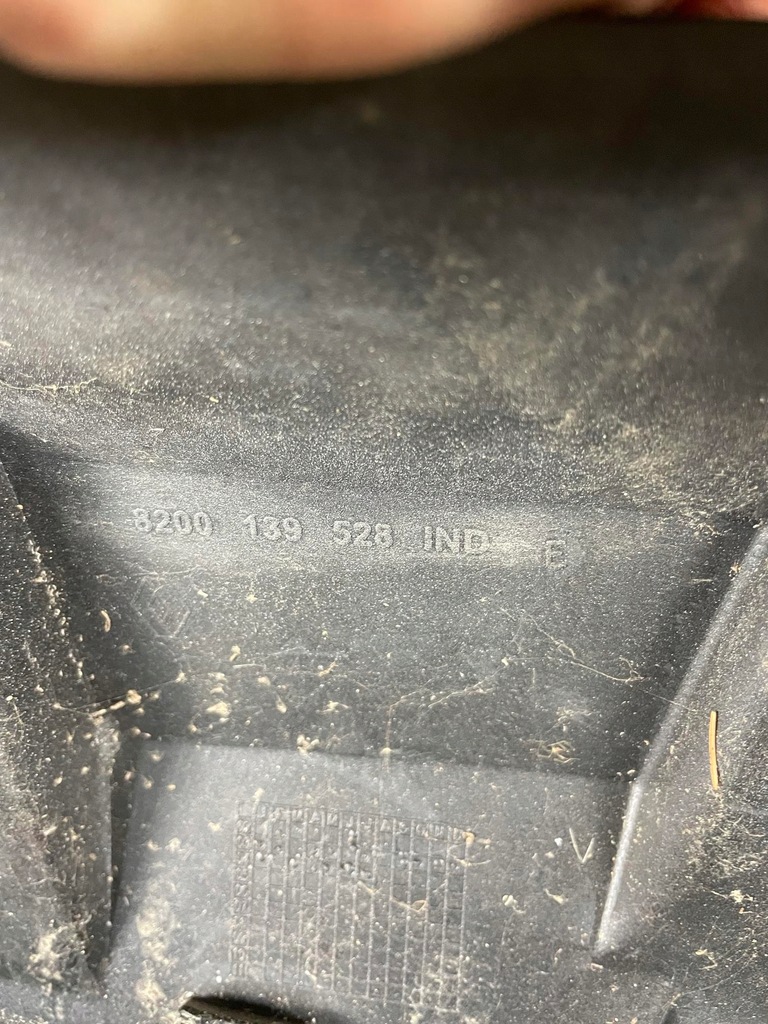 8200 139 528 IND E
J F M A M J J A S O N D